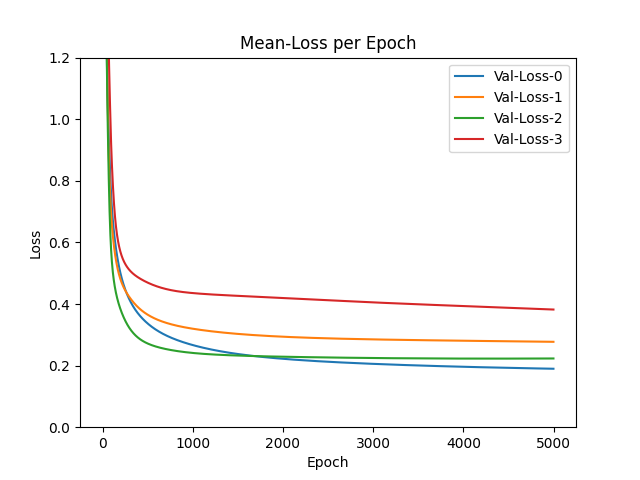 Mean-Loss per Epoch
1.2
1.0
0.8
0.6
0.4
0.2
0.0
Loss
Val-Loss-0
Val-Loss-1
Val-Loss-2
Val-Loss-3
0 1000 2000 3000 4000 5000
Epoch